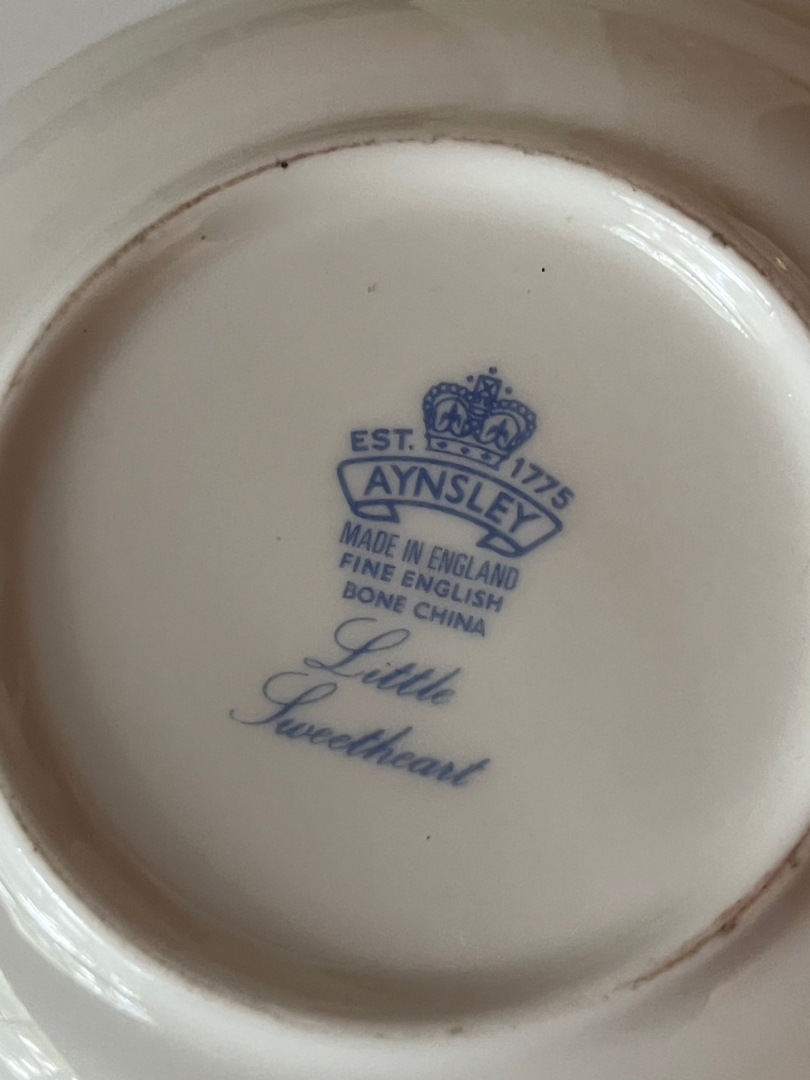 EST. 1775
AYNSLEY
MADE IN ENGLAND
FINE ENGLISH
BONE CHINA
Little
Sweetheart